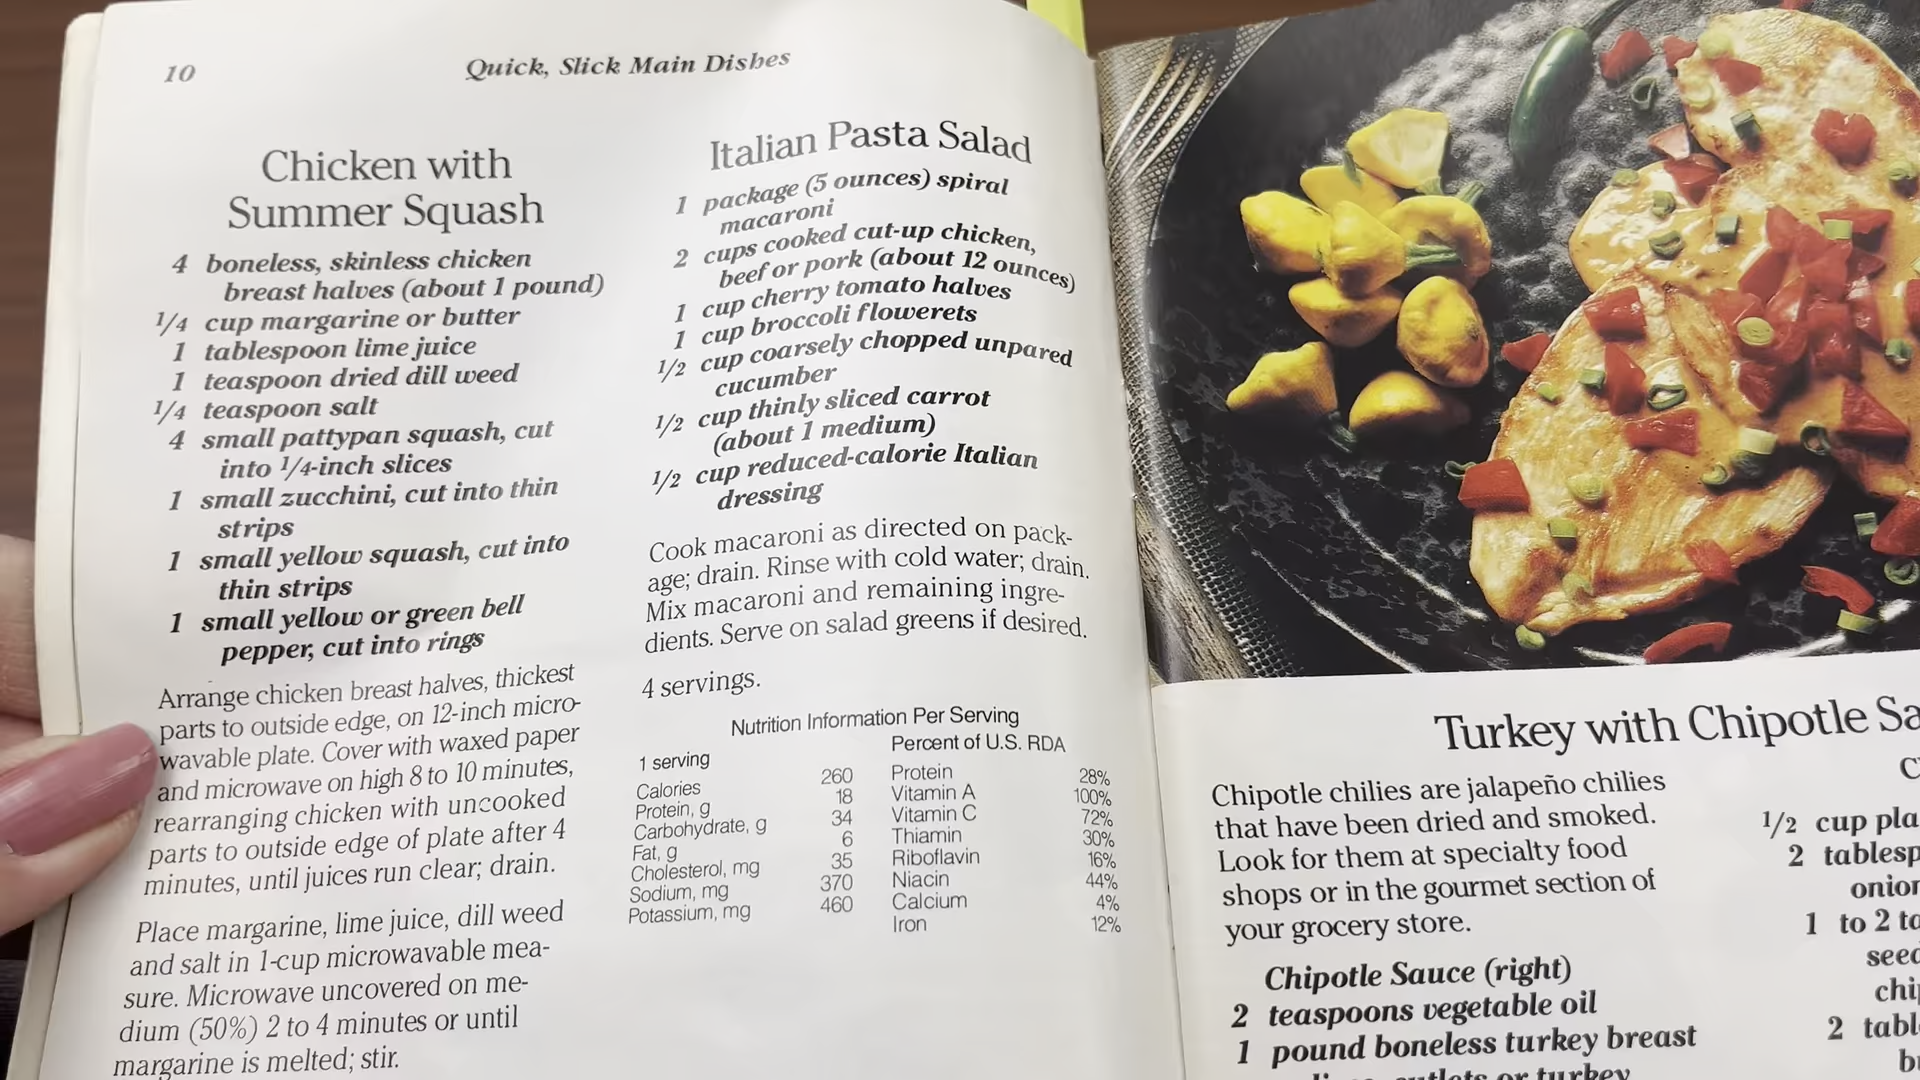 10
Quick, Slick Main Dishes
Chicken with
Summer Squash
4 boneless, skinless chicken
breast halves (about 1 pound)
1/4 cup margarine or butter
1 tablespoon lime juice
1 teaspoon dried dill weed
1/4 teaspoon salt
4 small pattypan squash, cut
into 1/4-inch slices
1 small zucchini, cut into thin
strips
1 small yellow squash, cut into
thin strips
1 small yellow or green bell
pepper, cut into rings
Arrange chicken breast halves, thickest
parts to outside edge, on 12-inch micro-
wavable plate. Cover with waxed paper
and microwave on high 8 to 10 minutes,
rearranging chicken with uncooked
parts to outside edge of plate after 4
minutes, until juices run clear; drain.
Place margarine, lime juice, dill weed
and salt in 1-cup microwavable mea-
sure. Microwave uncovered on me-
dium (50%) 2 to 4 minutes or until
margarine is melted; stir.
Italian Pasta Salad
1 package (5 ounces) spiral
macaroni
2 cups cooked cut-up chicken,
beef or pork (about 12 ounces)
1 cup cherry tomato halves
1 cup broccoli flowerets
1/2 cup coarsely chopped unpared
cucumber
1/2 cup thinly sliced carrot
(about 1 medium)
1/2 cup reduced-calorie Italian
dressing
Cook macaroni as directed on pack-
age; drain. Rinse with cold water; drain.
Mix macaroni and remaining ingre-
dients. Serve on salad greens if desired.
4 servings.
Nutrition Information Per Serving
1 serving Percent of U.S. RDA
Calories 260 Protein 28%
Protein, g 18 Vitamin A 100%
Carbohydrate, g 34 Vitamin C 72%
Fat, g 6 Thiamin 30%
Cholesterol, mg 35 Riboflavin 16%
Sodium, mg 370 Niacin 44%
Potassium, mg 460 Calcium 4%
Iron 12%
Turkey with Chipotle Sa
Chipotle chilies are jalapeño chilies
that have been dried and smoked.
Look for them at specialty food
shops or in the gourmet section of
your grocery store.
Chipotle Sauce (right)
2 teaspoons vegetable oil
1 pound boneless turkey breast
cutlets or turkey
C
1/2 cup pla
2 tablesp
onion
1 to 2 ta
seed
chip
2 tabl